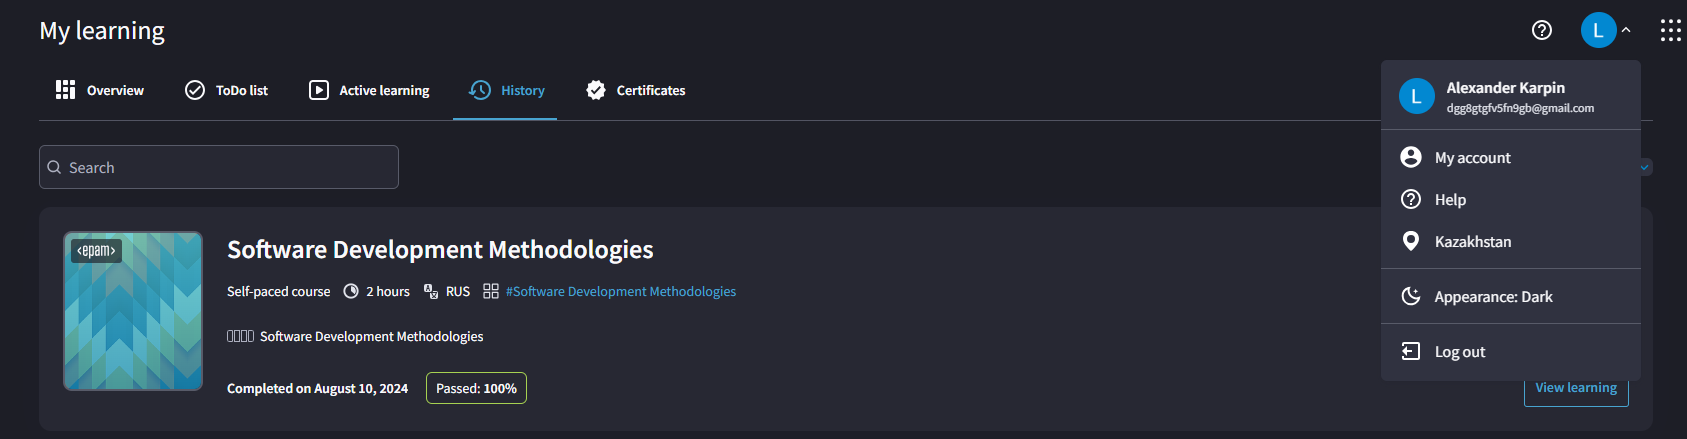 My learning
L
Overview
ToDo list
Active learning
History
Certificates
Alexander Karpin
dgg8gtgfv5fn9gb@gmail.com
L
My account
Help
Kazakhstan
Appearance: Dark
Log out
Search
<epam>
Software Development Methodologies
Self-paced course 2 hours RUS #Software Development Methodologies
Software Development Methodologies
Completed on August 10, 2024 Passed: 100%
View learning